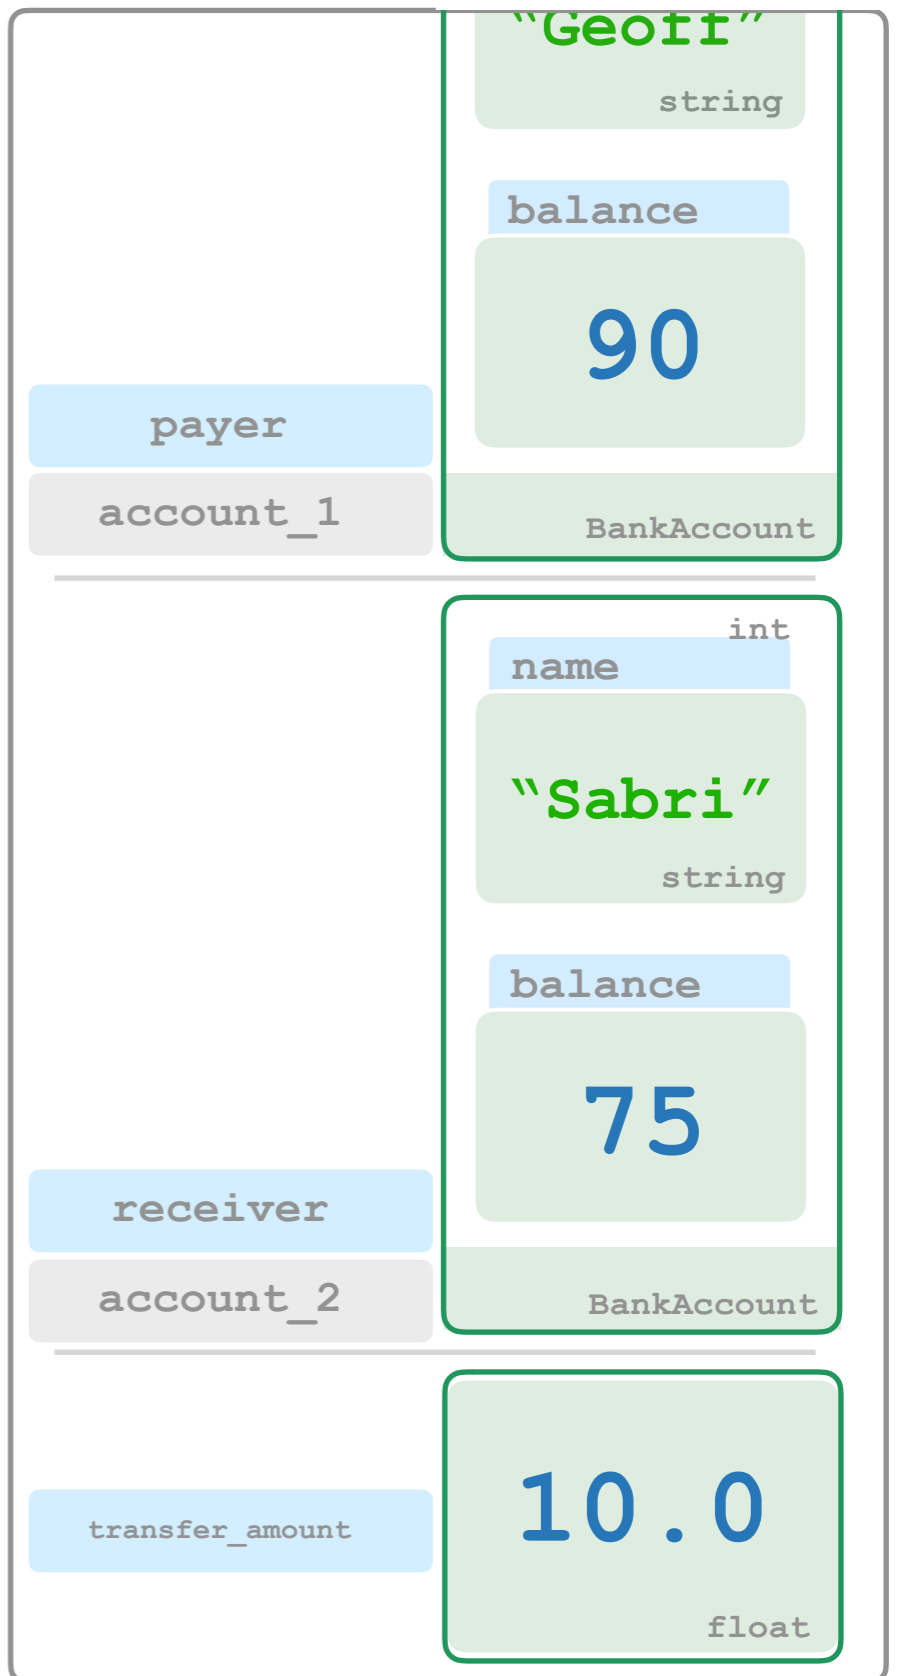 “Geoff”
string
balance
90
payer
account_1
BankAccount
int
name
“Sabri”
string
balance
75
receiver
account_2
BankAccount
10.0
transfer_amount
float